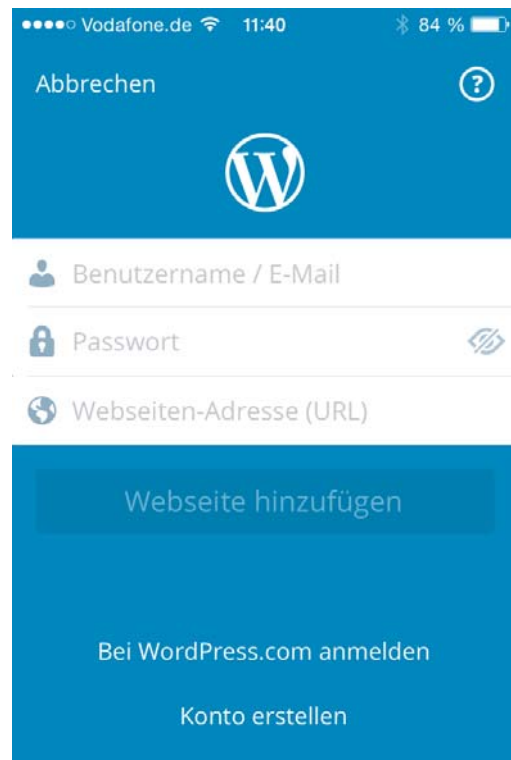 Vodafone.de 11:40 84 %
Abbrechen ?
Benutzername / E-Mail
Passwort
Webseiten-Adresse (URL)
Webseite hinzufügen
Bei WordPress.com anmelden
Konto erstellen